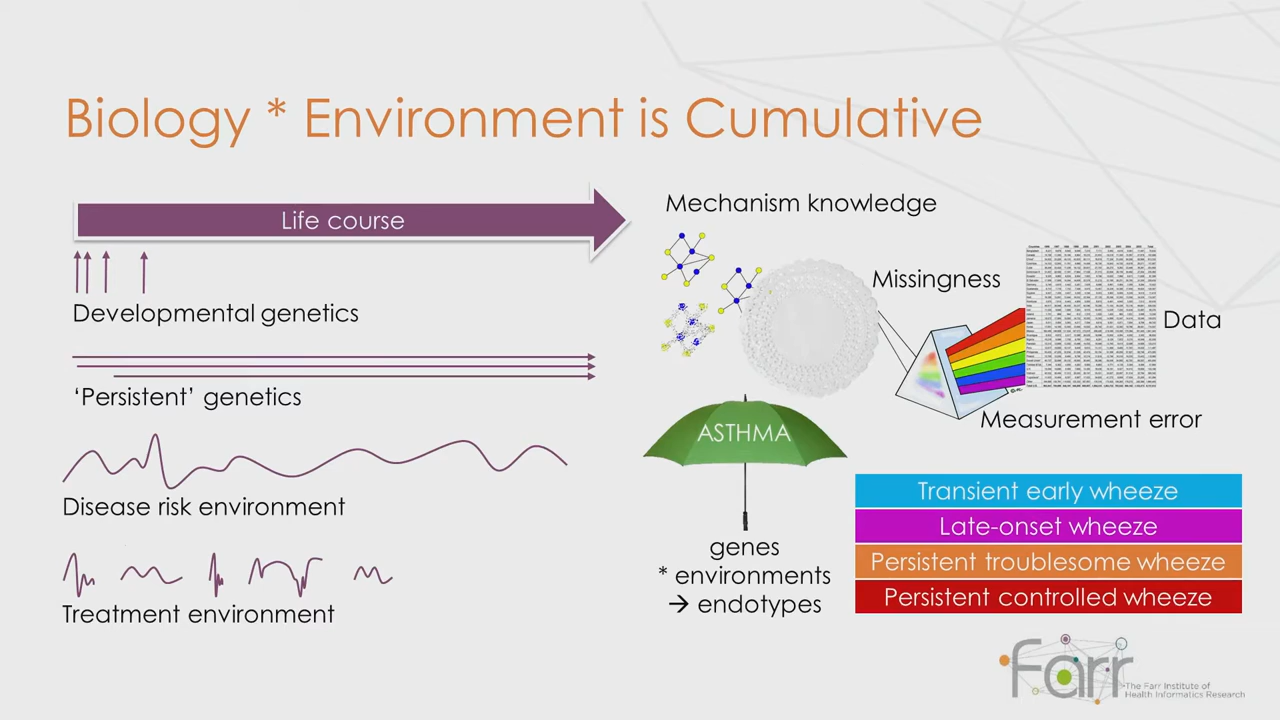 Biology * Environment is Cumulative
Life course
Developmental genetics
‘Persistent’ genetics
Disease risk environment
Treatment environment
Mechanism knowledge
Missingness
Data
Measurement error
ASTHMA
genes
* environments
→ endotypes
Transient early wheeze
Late-onset wheeze
Persistent troublesome wheeze
Persistent controlled wheeze
farr
The Farr Institute of
Health Informatics Research